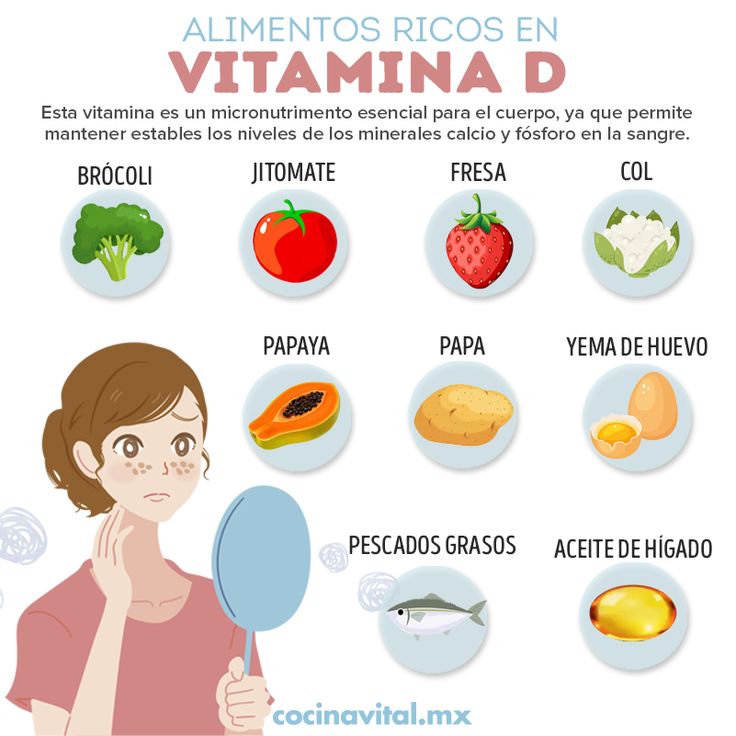 ALIMENTOS RICOS EN
VITAMINA D
Esta vitamina es un micronutrimento esencial para el cuerpo, ya que permite
mantener estables los niveles de los minerales calcio y fósforo en la sangre.
BRÓCOLI
JITOMATE
FRESA
COL
PAPAYA
PAPA
YEMA DE HUEVO
PESCADOS GRASOS
ACEITE DE HÍGADO
cocinavital.mx